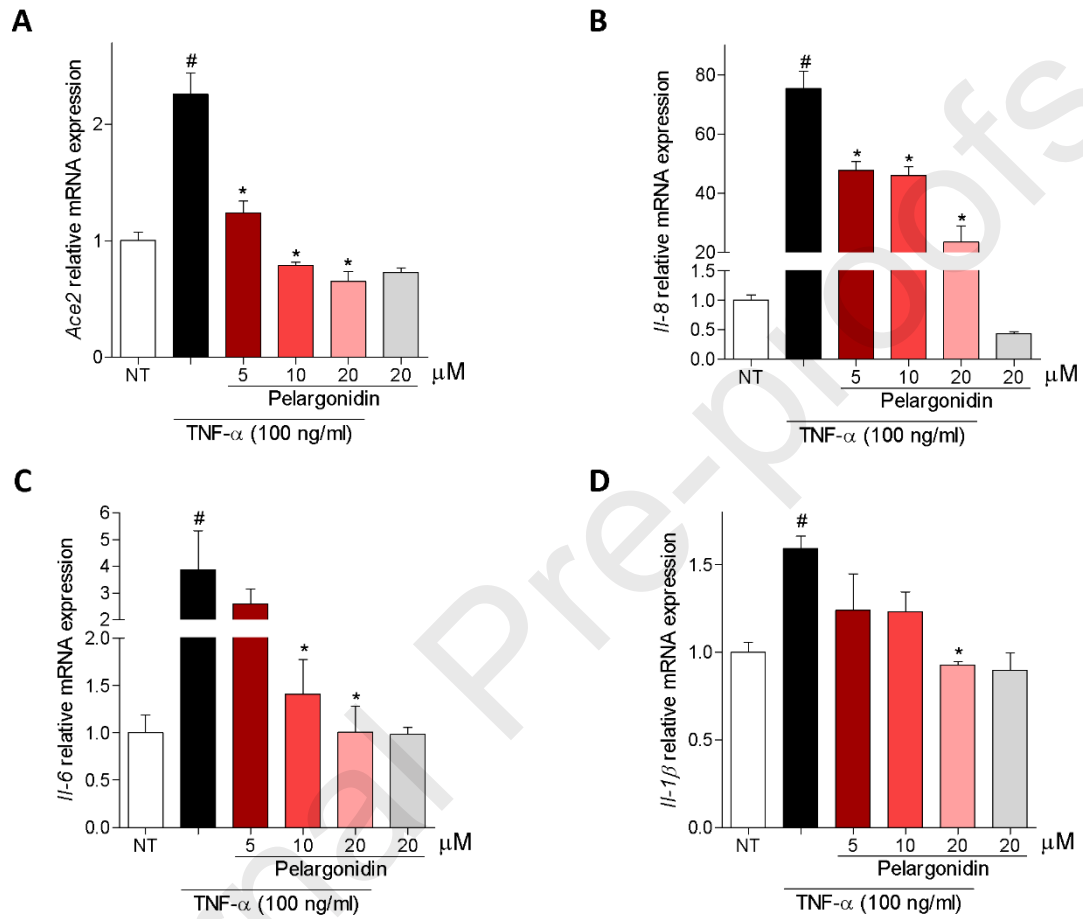 A
Ace2 relative mRNA expression
2
1
0
#
*
*
*
NT
5
10
20
20
μM
Pelargonidin
TNF-α (100 ng/ml)
B
Il-8 relative mRNA expression
80
60
40
20
1.5
1.0
0.5
0.0
#
*
*
*
NT
5
10
20
20
μM
Pelargonidin
TNF-α (100 ng/ml)
C
Il-6 relative mRNA expression
6
5
4
3
2
2.0
1.5
1.0
0.5
0.0
#
*
*
NT
5
10
20
20
μM
Pelargonidin
TNF-α (100 ng/ml)
D
Il-1β relative mRNA expression
1.5
1.0
0.5
0.0
#
*
NT
5
10
20
20
μM
Pelargonidin
TNF-α (100 ng/ml)
nal Pre-proofs